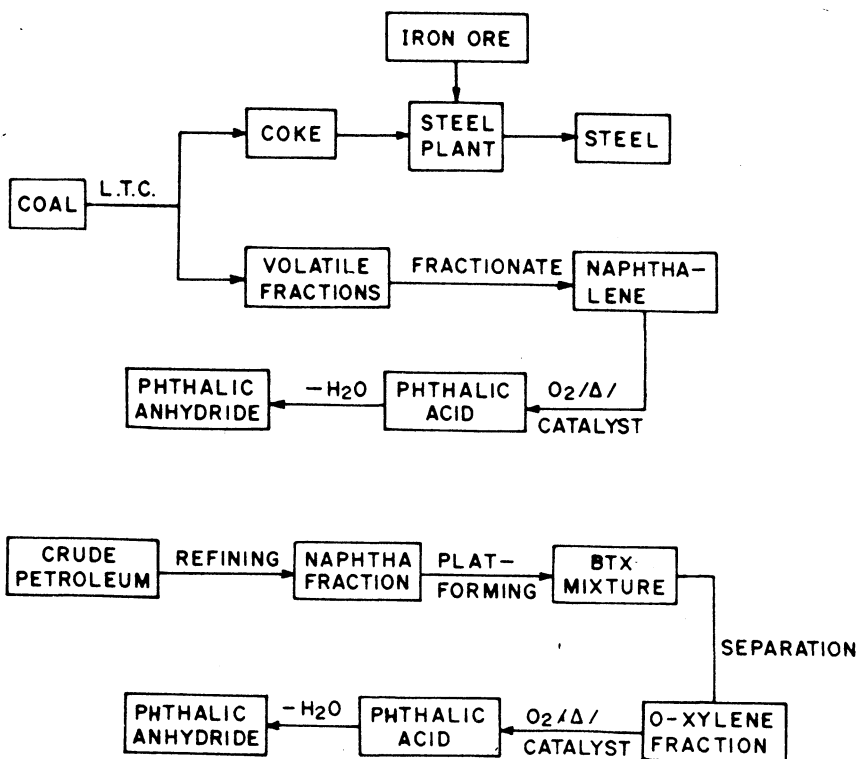 IRON ORE
COKE
STEEL
PLANT
STEEL
COAL
L.T.C.
VOLATILE
FRACTIONS
FRACTIONATE
NAPHTHA-
LENE
PHTHALIC
ANHYDRIDE
-H2O
PHTHALIC
ACID
O2/Δ/
CATALYST
CRUDE
PETROLEUM
REFINING
NAPHTHA
FRACTION
PLAT-
FORMING
BTX
MIXTURE
SEPARATION
PHTHALIC
ANHYDRIDE
-H2O
PHTHALIC
ACID
O2/Δ/
CATALYST
O-XYLENE
FRACTION